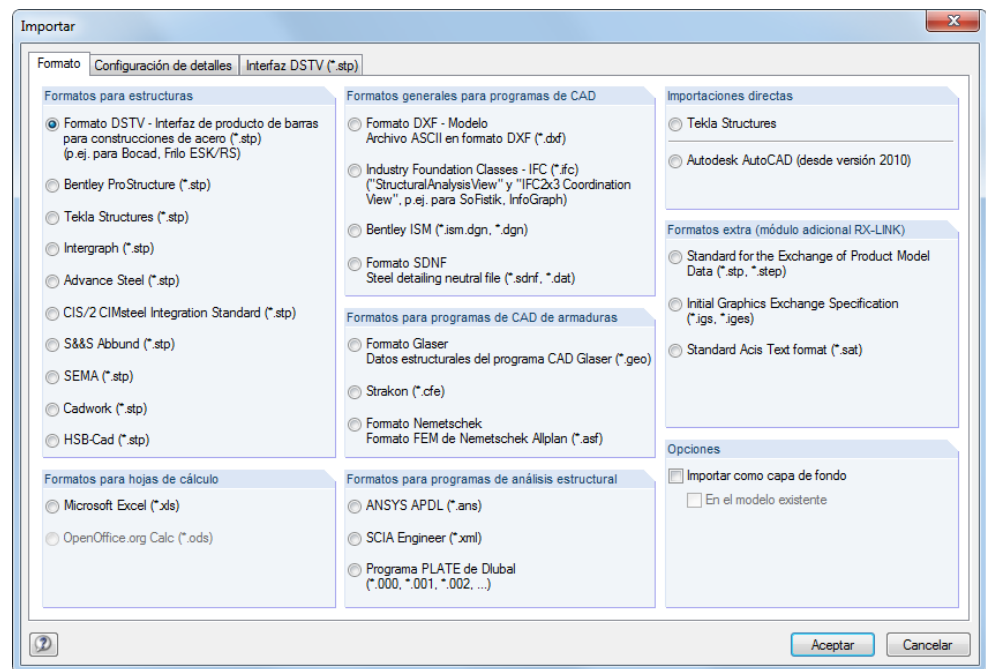 Importar
Formato
Configuración de detalles
Interfaz DSTV (*.stp)
Formatos para estructuras
Formato DSTV - Interfaz de producto de barras
para construcciones de acero (*.stp)
(p.ej. para Bocad, Frilo ESK/RS)
Bentley ProStructure (*.stp)
Tekla Structures (*.stp)
Intergraph (*.stp)
Advance Steel (*.stp)
CIS/2 CIMsteel Integration Standard (*.stp)
S&&S Abbund (*.stp)
SEMA (*.stp)
Cadwork (*.stp)
HSB-Cad (*.stp)
Formatos para hojas de cálculo
Microsoft Excel (*.xls)
OpenOffice.org Calc (*.ods)
Formatos generales para programas de CAD
Formato DXF - Modelo
Archivo ASCII en formato DXF (*.dxf)
Industry Foundation Classes - IFC (*.ifc)
("StructuralAnalysisView" y "IFC2x3 Coordination
View", p.ej. para SoFistik, InfoGraph)
Bentley ISM (*.ism.dgn, *.dgn)
Formato SDNF
Steel detailing neutral file (*.sdnf, *.dat)
Formatos para programas de CAD de armaduras
Formato Glaser
Datos estructurales del programa CAD Glaser (*.geo)
Strakon (*.cfe)
Formato Nemetschek
Formato FEM de Nemetschek Allplan (*.asf)
Formatos para programas de análisis estructural
ANSYS APDL (*.ans)
SCIA Engineer (*.xml)
Programa PLATE de Dlubal
(*.000, *.001, *.002, ...)
Importaciones directas
Tekla Structures
Autodesk AutoCAD (desde versión 2010)
Formatos extra (módulo adicional RX-LINK)
Standard for the Exchange of Product Model
Data (*.stp, *.step)
Initial Graphics Exchange Specification
(*.igs, *.iges)
Standard Acis Text format (*.sat)
Opciones
Importar como capa de fondo
En el modelo existente
Aceptar
Cancelar